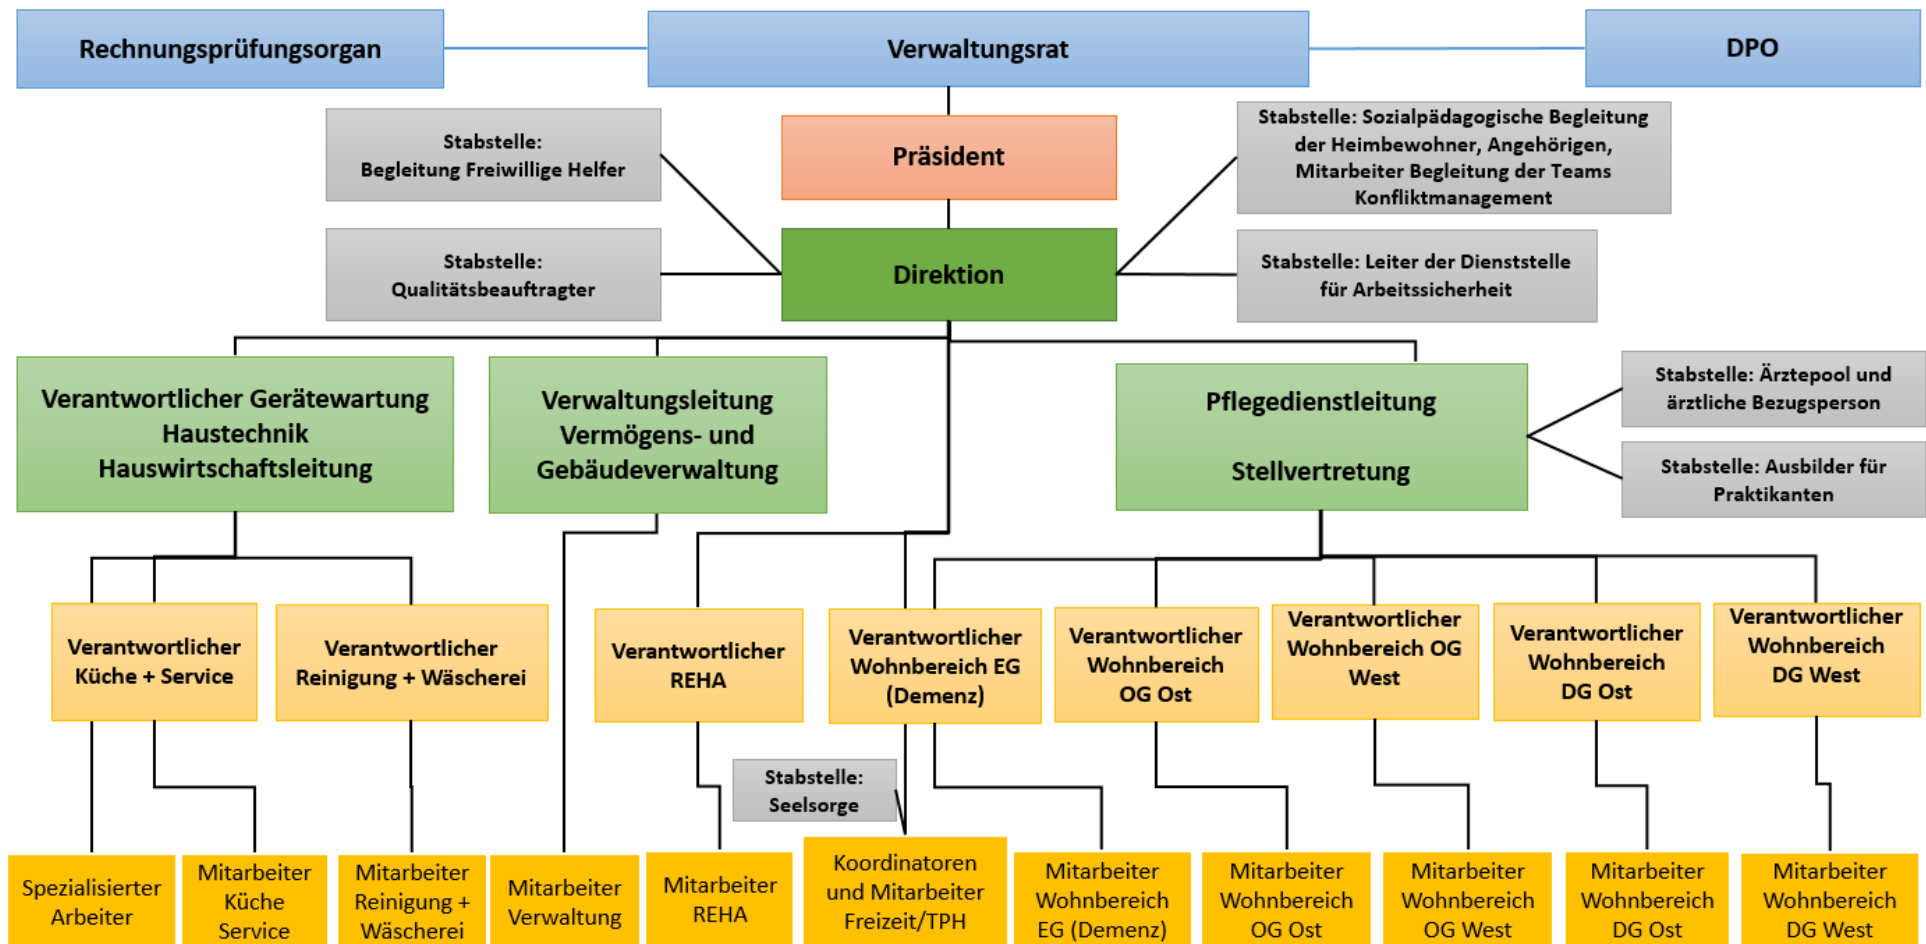 Rechnungsprüfungsorgan
Verwaltungsrat
DPO
Stabstelle:
Begleitung Freiwillige Helfer
Präsident
Stabstelle: Sozialpädagogische Begleitung
der Heimbewohner, Angehörigen,
Mitarbeiter Begleitung der Teams
Konfliktmanagement
Stabstelle:
Qualitätsbeauftragter
Direktion
Stabstelle: Leiter der Dienststelle
für Arbeitssicherheit
Verantwortlicher Gerätewartung
Haustechnik
Hauswirtschaftsleitung
Verwaltungsleitung
Vermögens- und
Gebäudeverwaltung
Pflegedienstleitung
Stellvertretung
Stabstelle: Ärztepool und
ärztliche Bezugsperson
Stabstelle: Ausbilder für
Praktikanten
Verantwortlicher
Küche + Service
Verantwortlicher
Reinigung + Wäscherei
Verantwortlicher
REHA
Verantwortlicher
Wohnbereich EG
(Demenz)
Verantwortlicher
Wohnbereich
OG Ost
Verantwortlicher
Wohnbereich OG
West
Verantwortlicher
Wohnbereich
DG Ost
Verantwortlicher
Wohnbereich
DG West
Stabstelle:
Seelsorge
Spezialisierter
Arbeiter
Mitarbeiter
Küche
Service
Mitarbeiter
Reinigung +
Wäscherei
Mitarbeiter
Verwaltung
Mitarbeiter
REHA
Koordinatoren
und Mitarbeiter
Freizeit/TPH
Mitarbeiter
Wohnbereich
EG (Demenz)
Mitarbeiter
Wohnbereich
OG Ost
Mitarbeiter
Wohnbereich
OG West
Mitarbeiter
Wohnbereich
DG Ost
Mitarbeiter
Wohnbereich
DG West